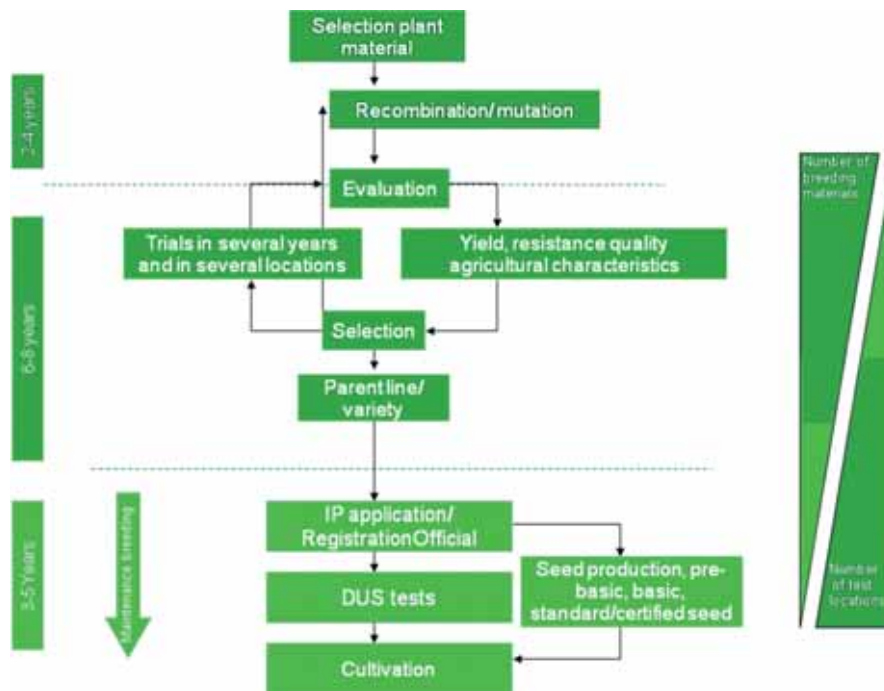 Selection plant
material
2-4 years
Recombination/ mutation
Number of
breeding
materials
Evaluation
Trials in several years
and in several locations
Yield, resistance quality
agricultural characteristics
6-8 years
Selection
Parent line/
variety
3-5 Years
Maintenance breeding
IP application/
Registration Official
Seed production, pre-
basic, basic,
standard/certified seed
DUS tests
Cultivation
Number
of test
locations